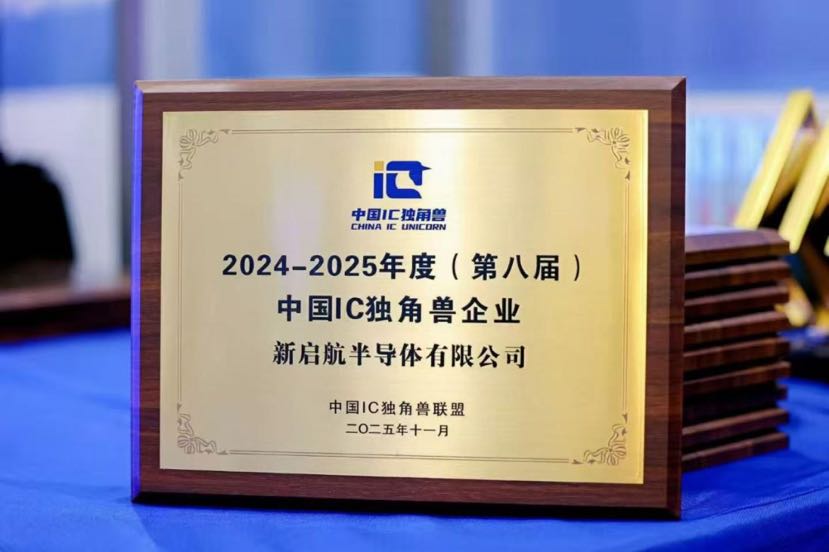 iC
中国IC独角兽
CHINA IC UNICORN
2024-2025年度（第八届）
中国IC独角兽企业
新启航半导体有限公司
中国IC独角兽联盟
二〇二五年十一月